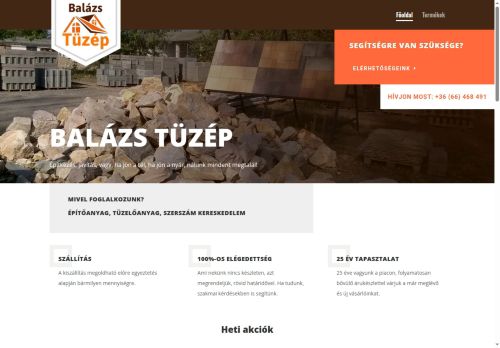 Balázs
Tüzép
Főoldal
Termékek
SEGÍTSÉGRE VAN SZÜKSÉGE?
ELÉRHETŐSÉGEINK
HÍVJON MOST: +36 (66) 468 491
BALÁZS TÜZÉP
Építkezés, javítás, vagy, ha jön a tél, ha jön a nyár, nálunk mindent megtalál!
MIVEL FOGLALKOZUNK?
ÉPÍTŐANYAG, TÜZELŐANYAG, SZERSZÁM KERESKEDELEM
SZÁLLÍTÁS
A kiszállítás megoldható előre egyeztetés
alapján bármilyen mennyiségre.
100%-OS ELÉGEDETTSÉG
Ami nekünk nincs készleten, azt
megrendeljük, rövid határidővel. Ha tudunk,
szakmai kérdésekben is segítünk.
25 ÉV TAPASZTALAT
25 éve vagyunk a piacon, folyamatosan
bővülő árukészlettel várjuk a már meglévő
és új vásárlóinkat.
Heti akciók